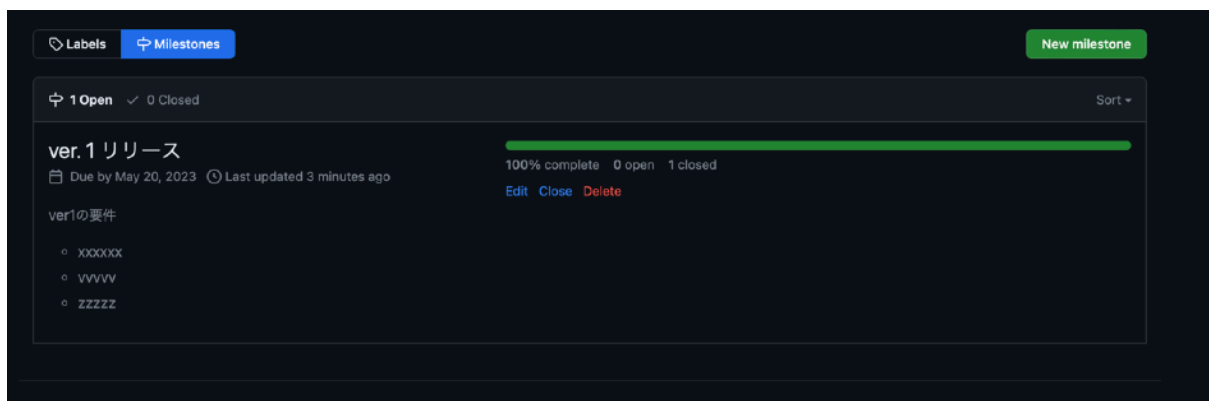 Labels Milestones New milestone
1 Open 0 Closed Sort
ver. 1 リリース
100% complete 0 open 1 closed
Due by May 20, 2023 Last updated 3 minutes ago
Edit Close Delete
ver1の要件
xxxxxx
vvvvv
zzzzz